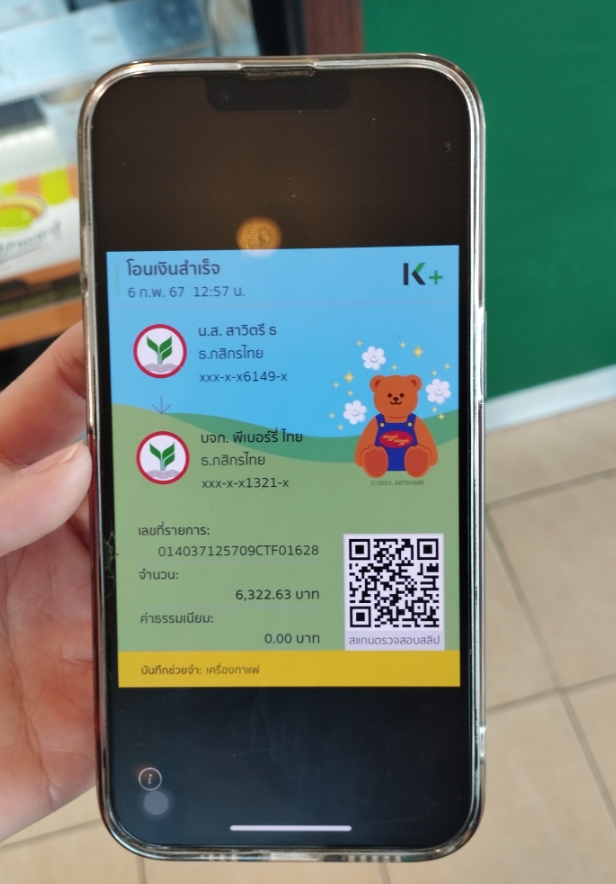 โอนเงินสำเร็จ
6 ก.พ. 67 12:57 น.
K+
น.ส. สาวิตรี ธ
ธ.กสิกรไทย
xxx-x-x6149-x
บจก. พีเบอร์รี่ ไทย
ธ.กสิกรไทย
xxx-x-x1321-x
© 2024. ARTSHARE
เลขที่รายการ:
014037125709CTF01628
จำนวน:
6,322.63 บาท
ค่าธรรมเนียม:
0.00 บาท
สแกนตรวจสอบสลิป
บันทึกช่วยจำ: เครื่องกาแฟ